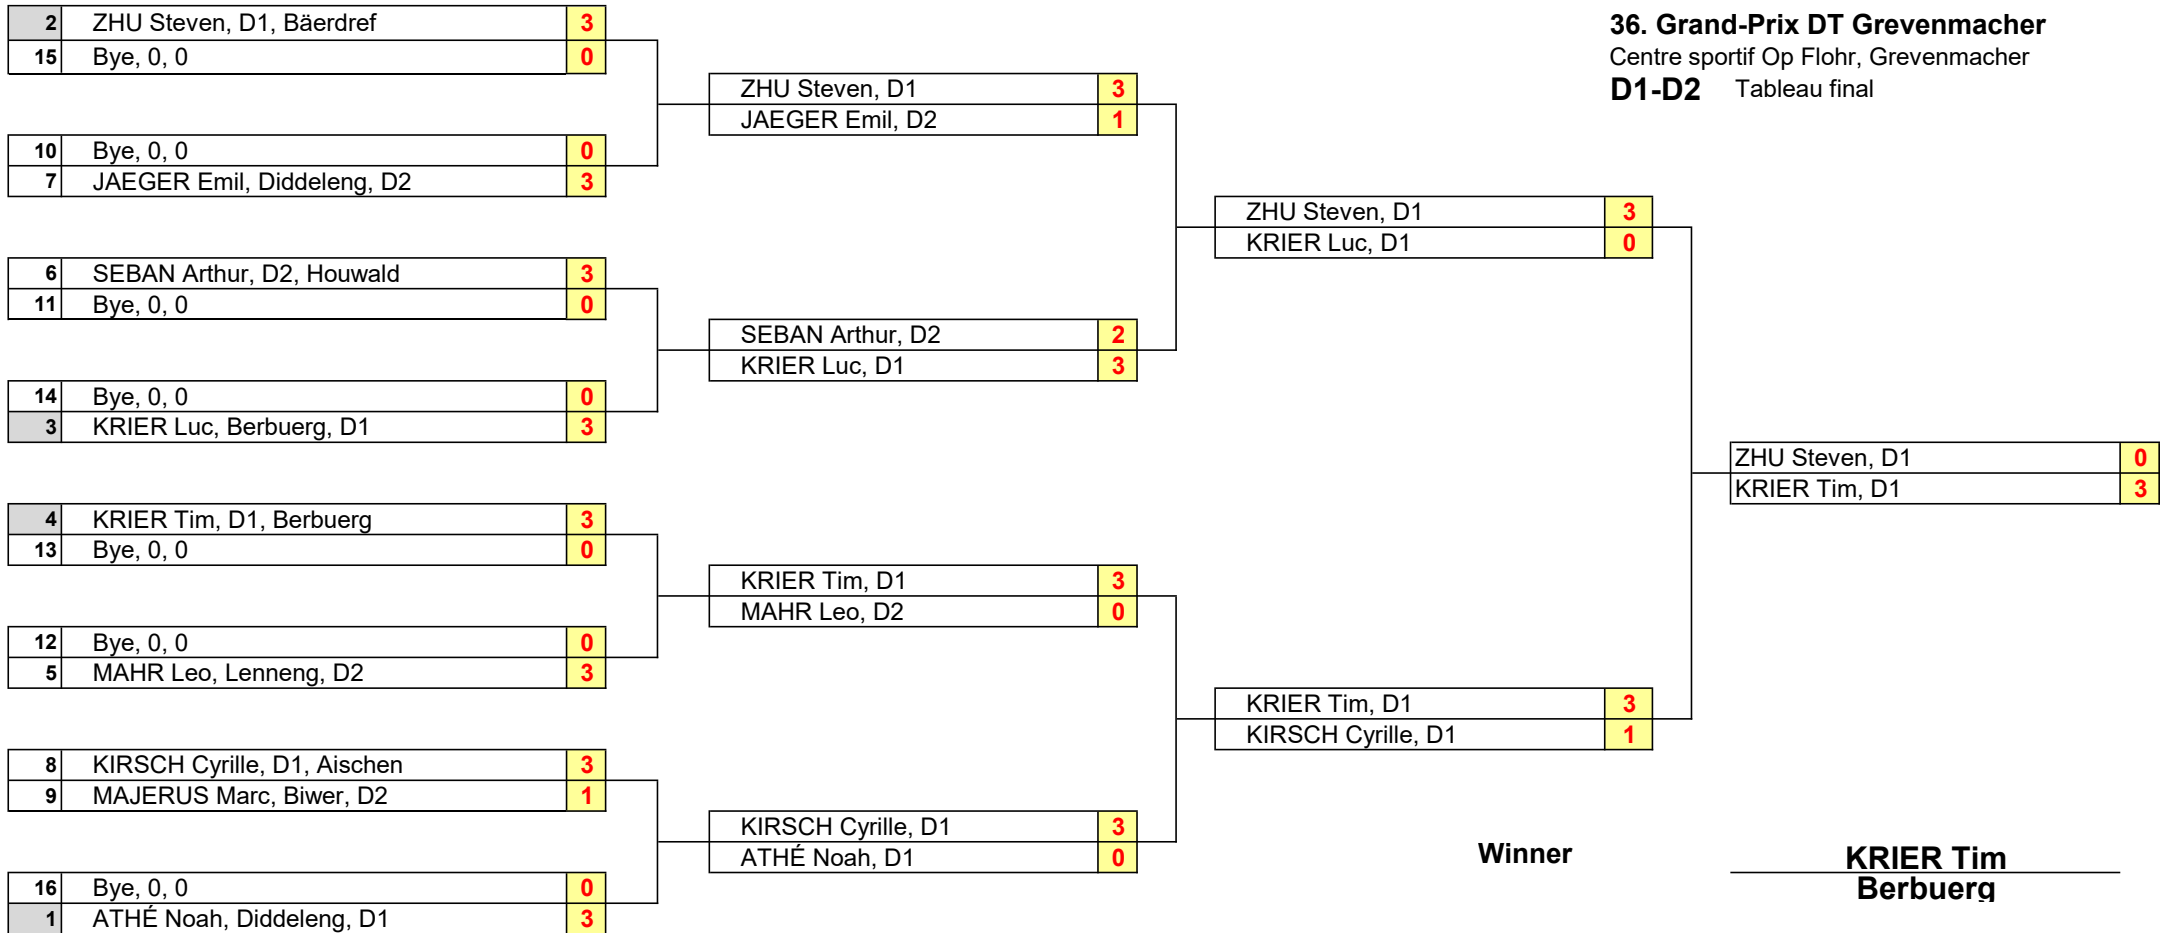 36. Grand-Prix DT Grevenmacher
Centre sportif Op Flohr, Grevenmacher
D1-D2 Tableau final
2 ZHU Steven, D1, Bäerdref 3
15 Bye, 0, 0 0
10 Bye, 0, 0 0
7 JAEGER Emil, Diddeleng, D2 3
6 SEBAN Arthur, D2, Houwald 3
11 Bye, 0, 0 0
14 Bye, 0, 0 0
3 KRIER Luc, Berbuerg, D1 3
4 KRIER Tim, D1, Berbuerg 3
13 Bye, 0, 0 0
12 Bye, 0, 0 0
5 MAHR Leo, Lenneng, D2 3
8 KIRSCH Cyrille, D1, Aischen 3
9 MAJERUS Marc, Biwer, D2 1
16 Bye, 0, 0 0
1 ATHÉ Noah, Diddeleng, D1 3
ZHU Steven, D1 3
JAEGER Emil, D2 1
SEBAN Arthur, D2 2
KRIER Luc, D1 3
KRIER Tim, D1 3
MAHR Leo, D2 0
KIRSCH Cyrille, D1 3
ATHÉ Noah, D1 0
ZHU Steven, D1 3
KRIER Luc, D1 0
KRIER Tim, D1 3
KIRSCH Cyrille, D1 1
ZHU Steven, D1 0
KRIER Tim, D1 3
Winner
KRIER Tim
Berbuerg